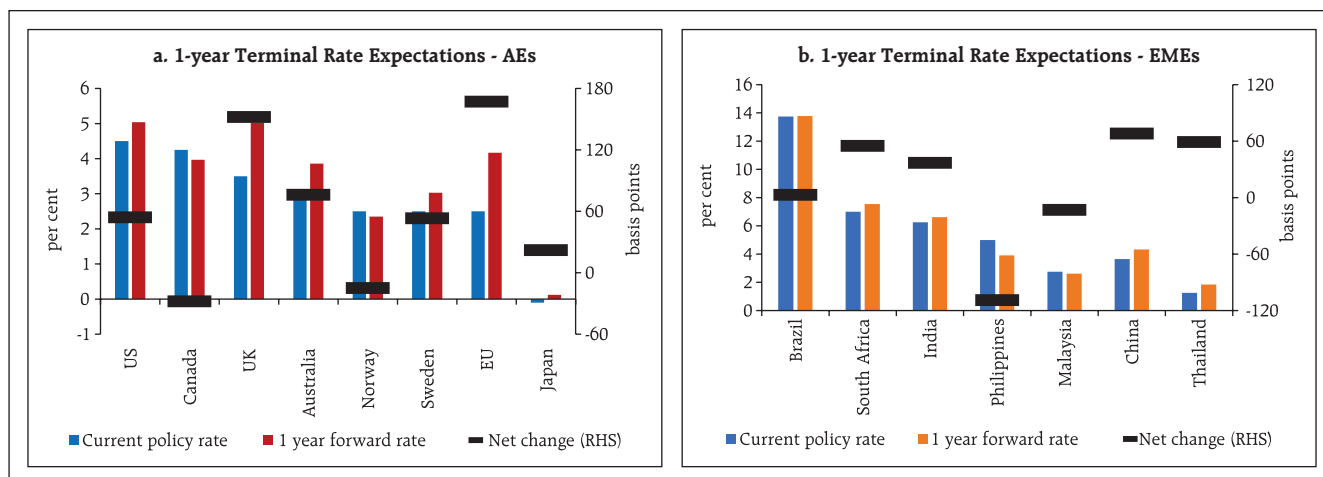 a. 1-year Terminal Rate Expectations - AEs
6
5
4
3
2
1
0
-1
per cent
180
120
60
0
-60
basis points
US
Canada
UK
Australia
Norway
Sweden
EU
Japan
Current policy rate
1 year forward rate
Net change (RHS)
b. 1-year Terminal Rate Expectations - EMEs
16
14
12
10
8
6
4
2
0
per cent
120
60
0
-60
-120
basis points
Brazil
South Africa
India
Philippines
Malaysia
China
Thailand
Current policy rate
1 year forward rate
Net change (RHS)